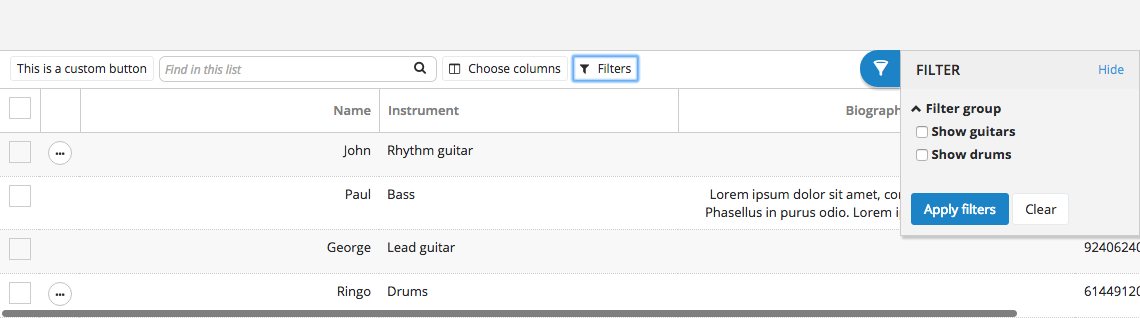 This is a custom button Find in this list Choose columns Filters FILTER Hide
Name Instrument Biograph
Filter group
Show guitars
Show drums
John Rhythm guitar
Paul Bass Lorem ipsum dolor sit amet, con
Phasellus in purus odio. Lorem i
Apply filters Clear
George Lead guitar 92406240
Ringo Drums 61449120